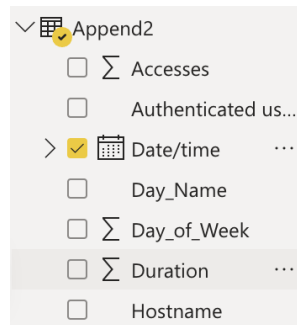 Append2
Accesses
Authenticated us...
Date/time
Day_Name
Day_of_Week
Duration
Hostname